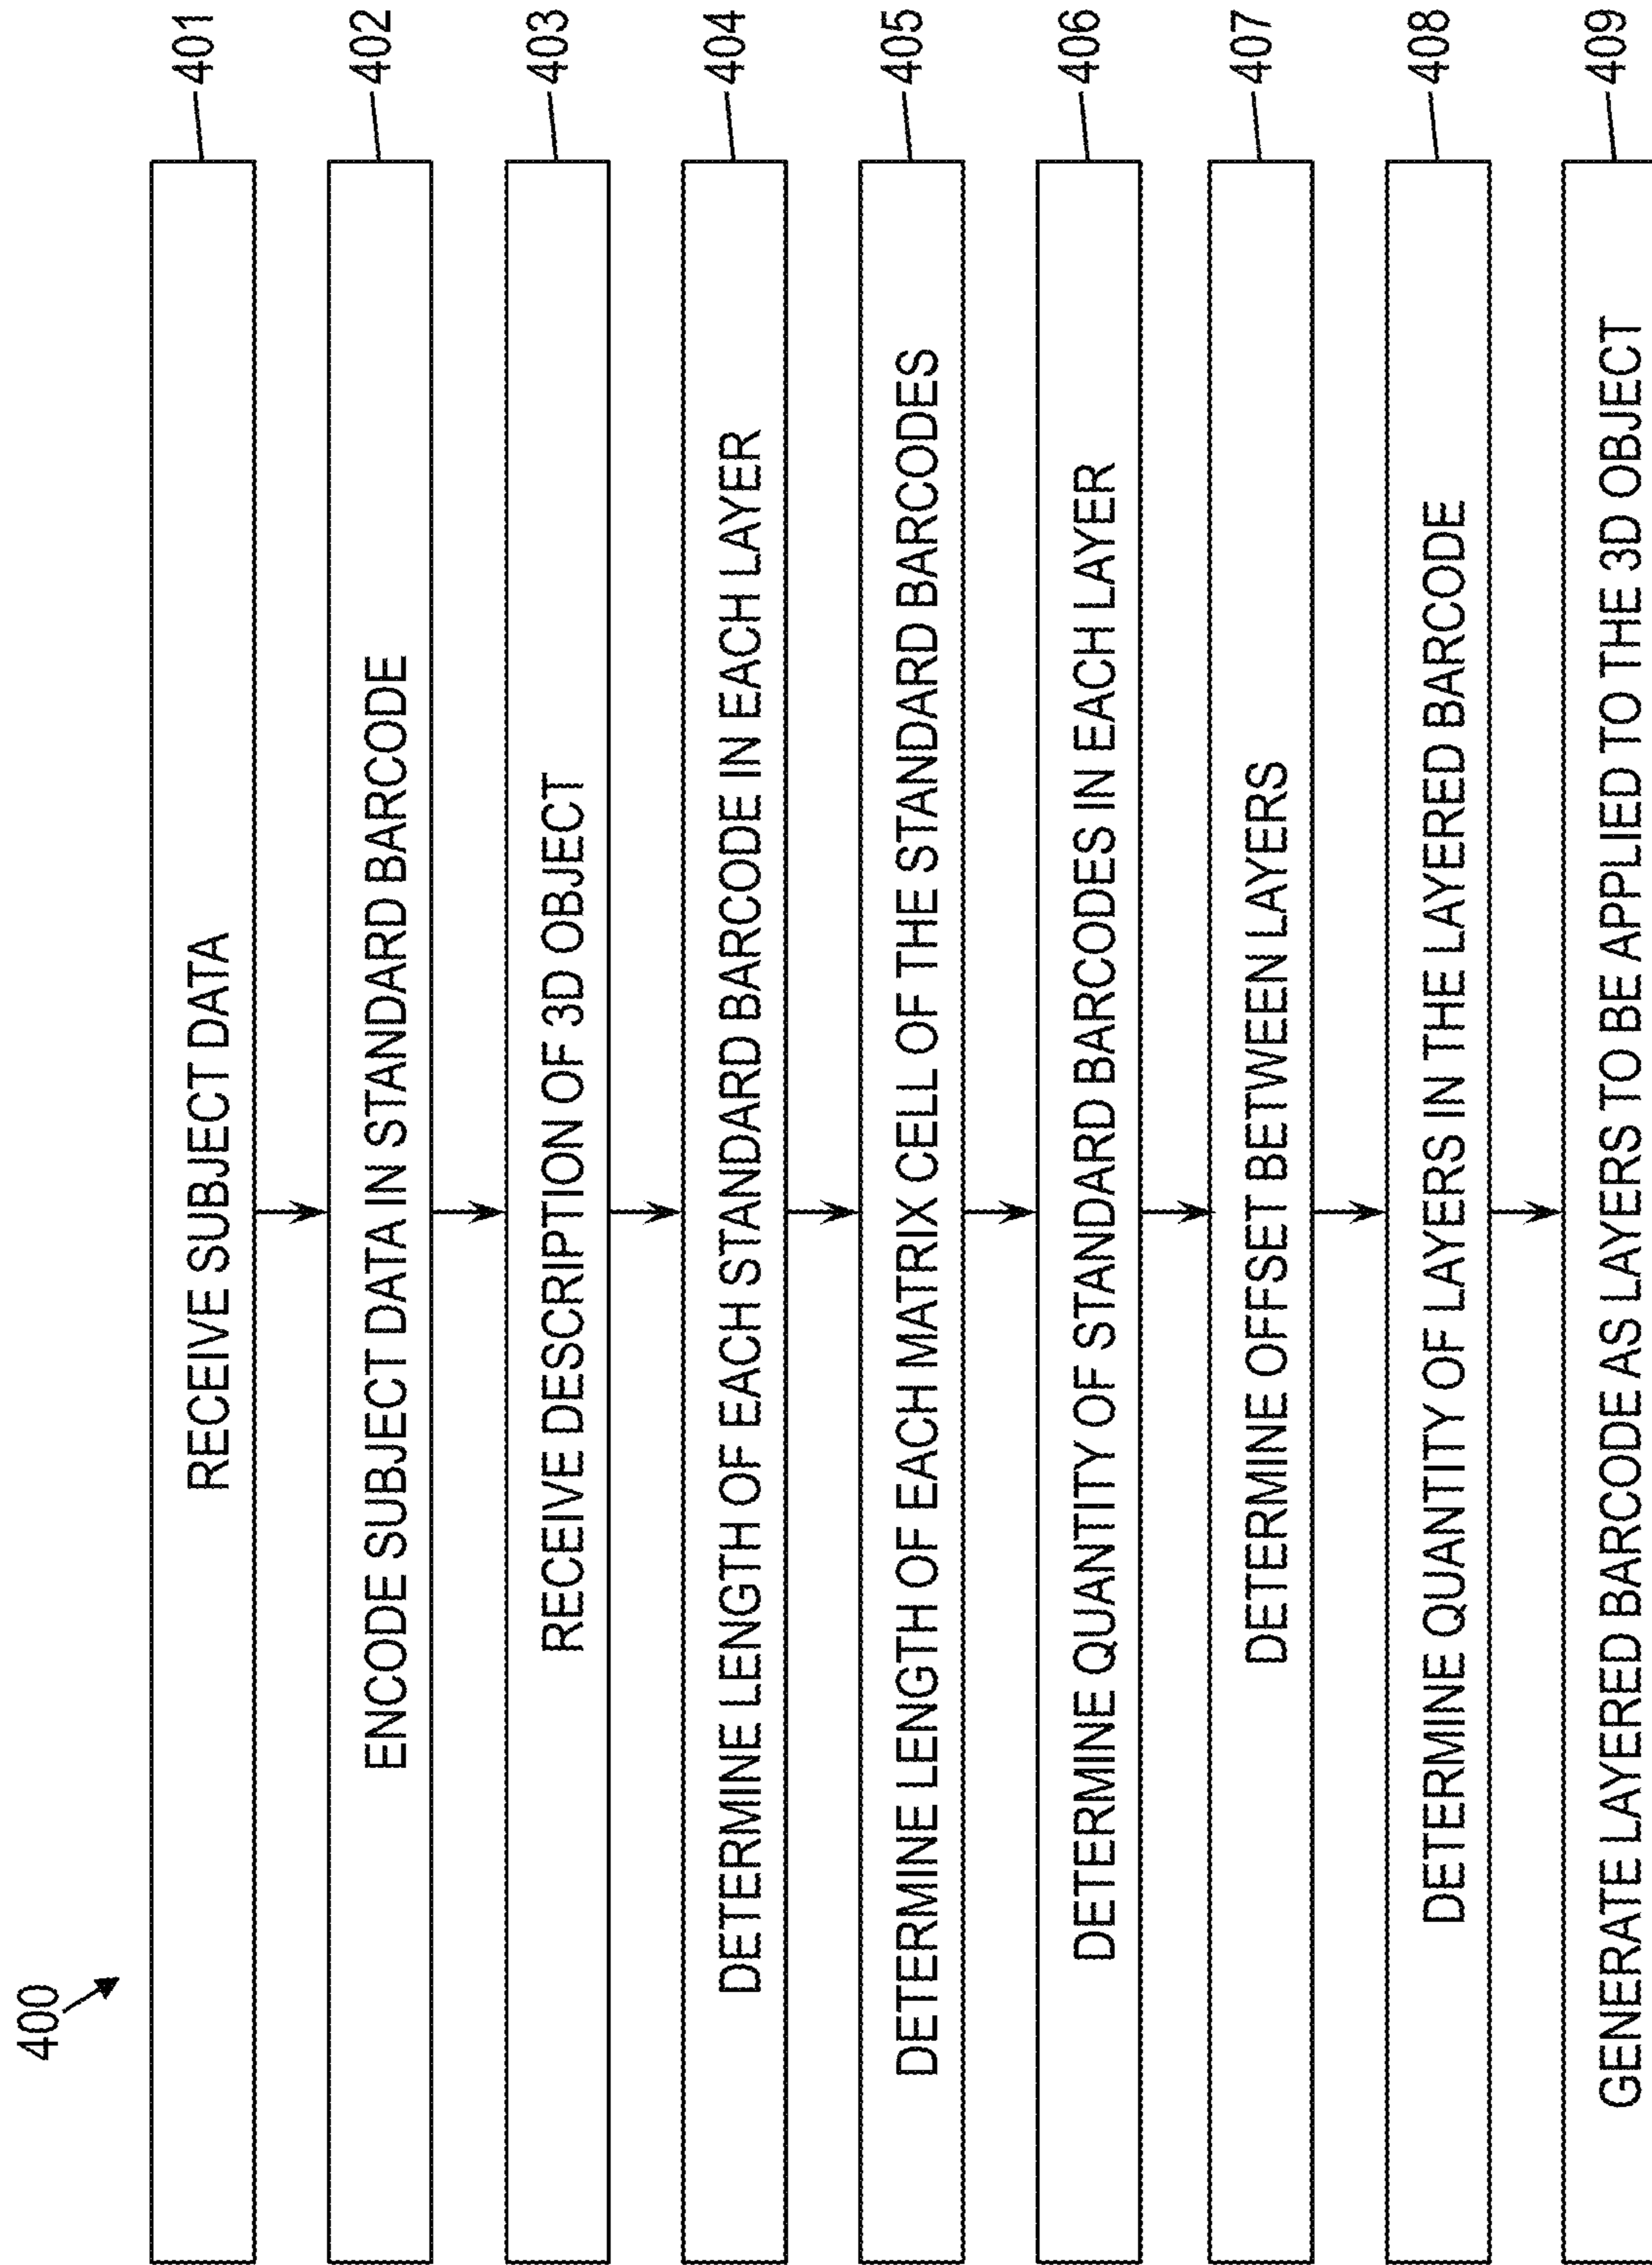 400
RECEIVE SUBJECT DATA 401
ENCODE SUBJECT DATA IN STANDARD BARCODE 402
RECEIVE DESCRIPTION OF 3D OBJECT 403
DETERMINE LENGTH OF EACH STANDARD BARCODE IN EACH LAYER 404
DETERMINE LENGTH OF EACH MATRIX CELL OF THE STANDARD BARCODES 405
DETERMINE QUANTITY OF STANDARD BARCODES IN EACH LAYER 406
DETERMINE OFFSET BETWEEN LAYERS 407
DETERMINE QUANTITY OF LAYERS IN THE LAYERED BARCODE 408
GENERATE LAYERED BARCODE AS LAYERS TO BE APPLIED TO THE 3D OBJECT 409